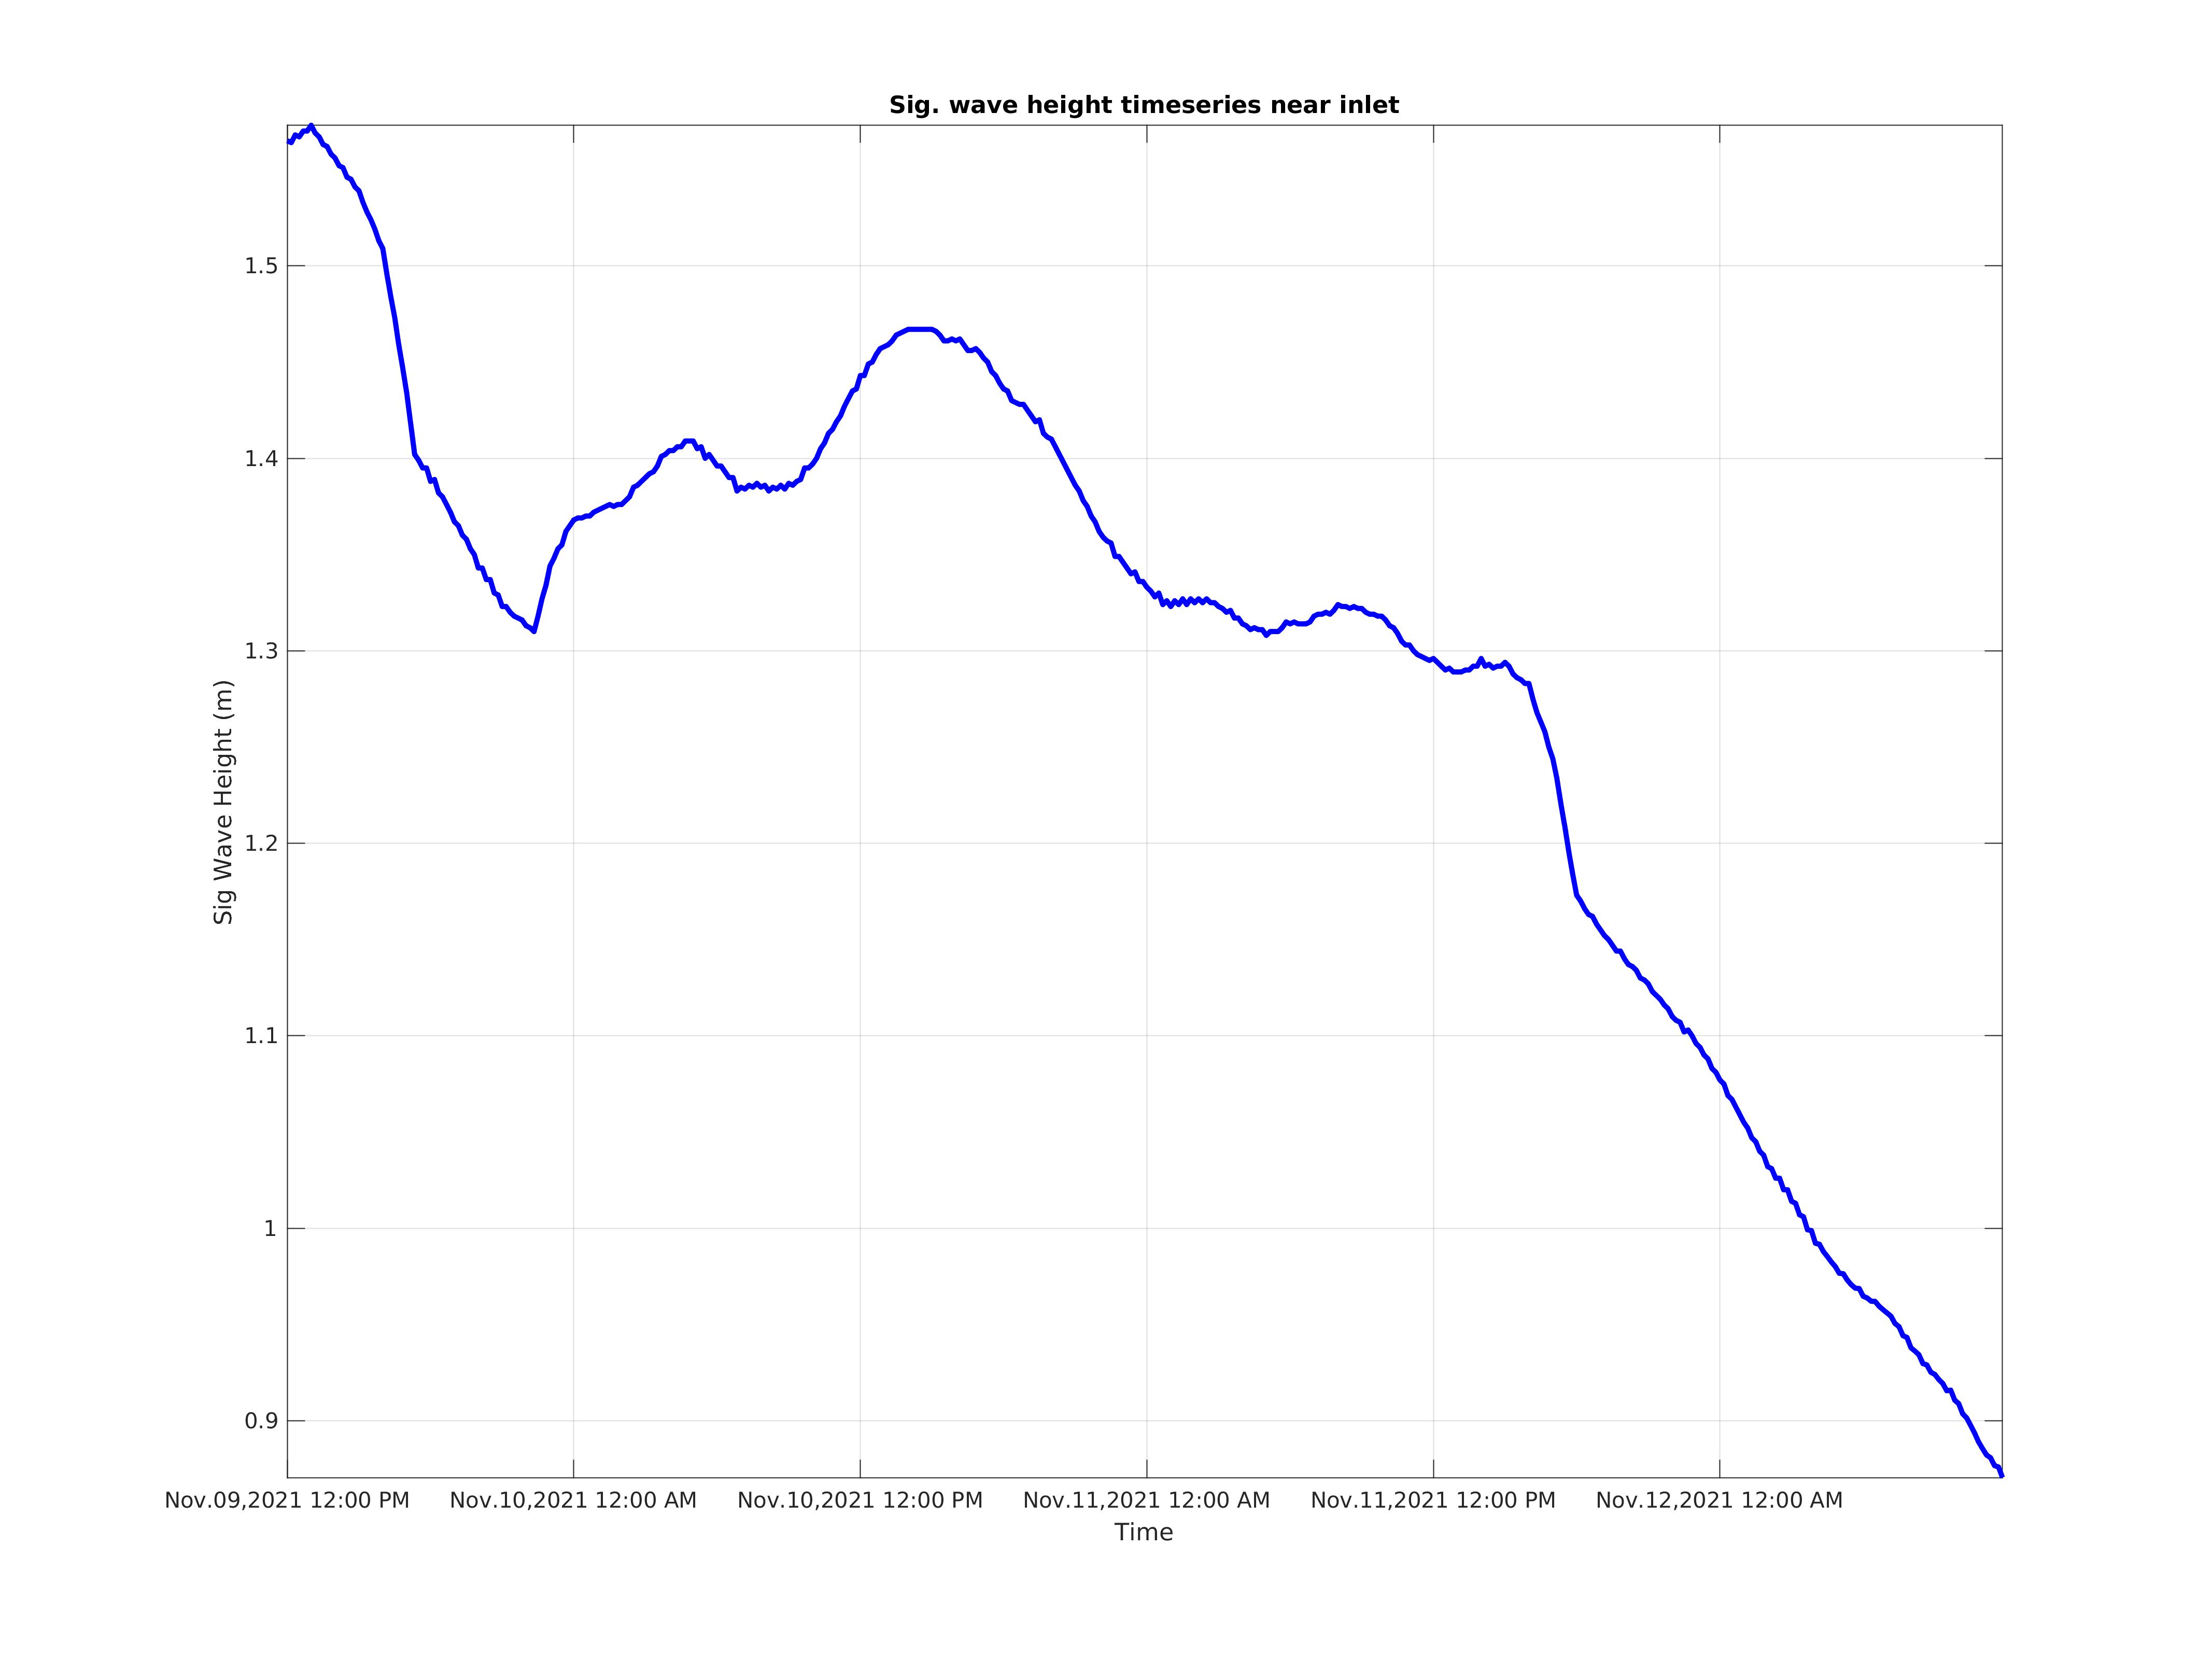 Sig. wave height timeseries near inlet
1.5
1.4
1.3
1.2
1.1
1
0.9
Sig Wave Height (m)
Nov.09,2021 12:00 PM
Nov.10,2021 12:00 AM
Nov.10,2021 12:00 PM
Nov.11,2021 12:00 AM
Nov.11,2021 12:00 PM
Nov.12,2021 12:00 AM
Time